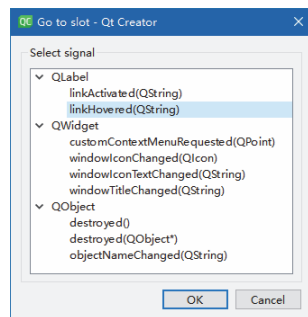 QC Go to slot - Qt Creator
Select signal
QLabel
linkActivated(QString)
linkHovered(QString)
QWidget
customContextMenuRequested(QPoint)
windowIconChanged(QIcon)
windowIconTextChanged(QString)
windowTitleChanged(QString)
QObject
destroyed()
destroyed(QObject*)
objectNameChanged(QString)
OK Cancel